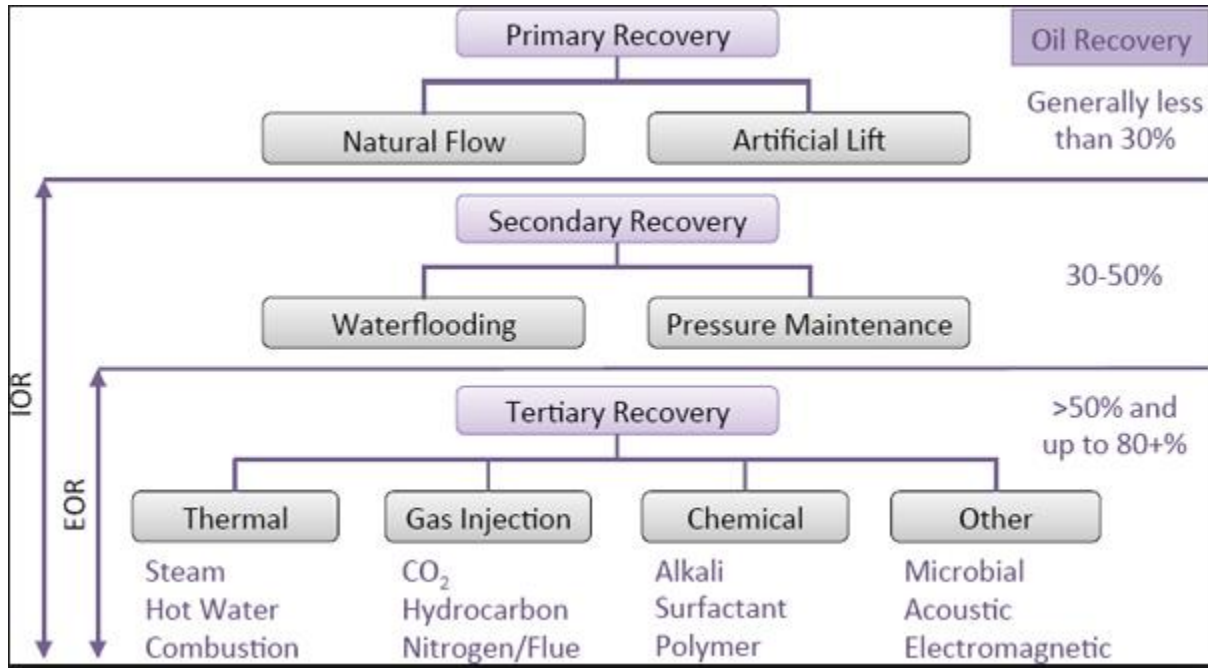 Primary Recovery
Oil Recovery
Natural Flow
Artificial Lift
Generally less
than 30%
Secondary Recovery
30-50%
Waterflooding
Pressure Maintenance
IOR
EOR
Tertiary Recovery
>50% and
up to 80+%
Thermal
Gas Injection
Chemical
Other
Steam
CO₂
Alkali
Microbial
Hot Water
Hydrocarbon
Surfactant
Acoustic
Combustion
Nitrogen/Flue
Polymer
Electromagnetic